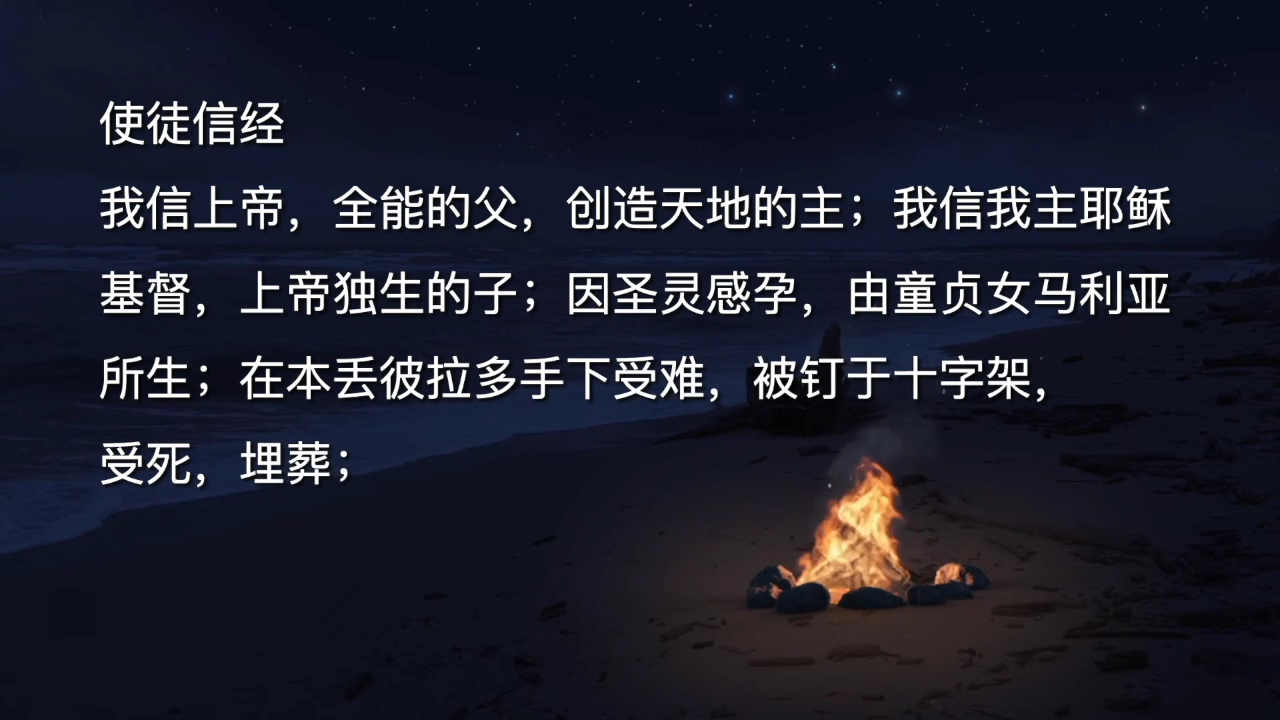 使徒信经
我信上帝，全能的父，创造天地的主；我信我主耶稣
基督，上帝独生的子；因圣灵感孕，由童贞女马利亚
所生；在本丢彼拉多手下受难，被钉于十字架，
受死，埋葬；